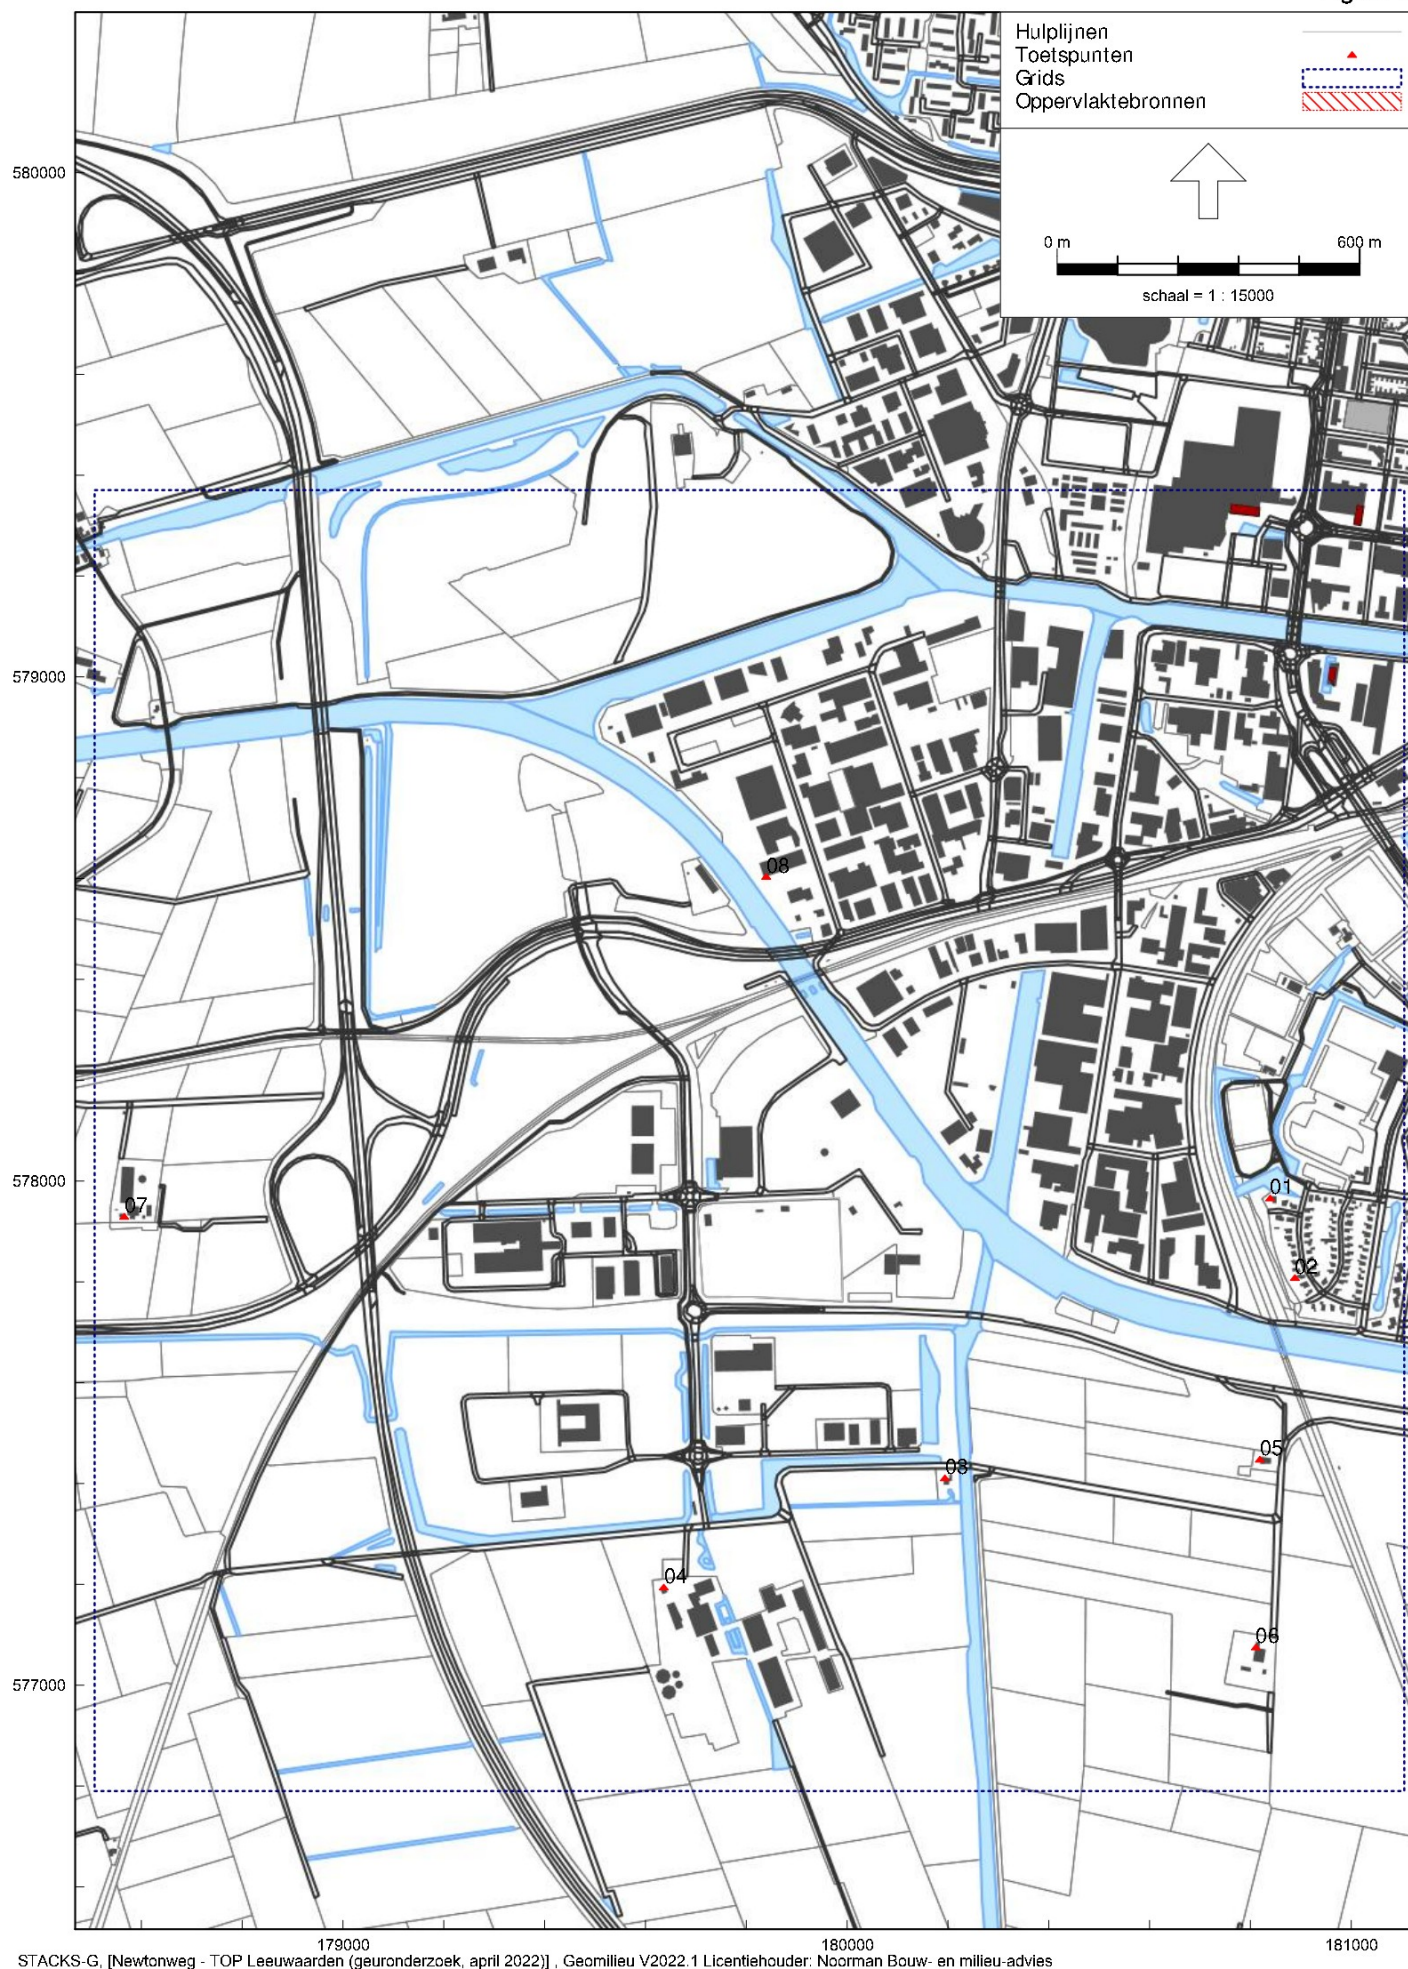 Hulplijnen
Toetspunten
Grids
Oppervlaktebronnen
0 m 600 m
schaal = 1 : 15000
580000
579000
08
578000
01
07
02
05
03
04
06
577000
179000 180000 181000
STACKS-G, [Newtonweg - TOP Leeuwaarden (geuronderzoek, april 2022)] , Geomilieu V2022.1 Licentiehouder: Noorman Bouw- en milieu-advies